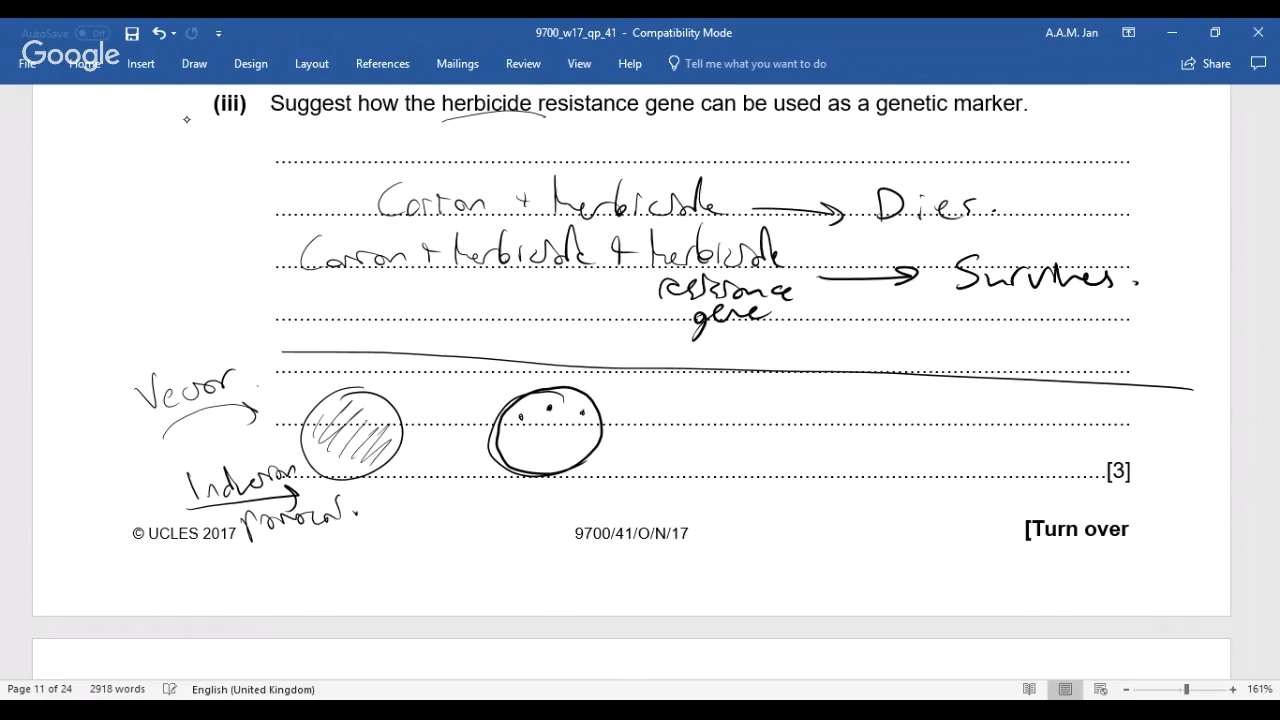 AutoSave Off 9700_w17_qp_41 - Compatibility Mode A.A.M. Jan
Google
File Home Insert Draw Design Layout References Mailings Review View Help Tell me what you want to do Share
(iii) Suggest how the herbicide resistance gene can be used as a genetic marker.
Cotton + herbicide → Dies.
Cotton + herbicide + herbicide
resistance
gene → Survives.
Vector
[3]
© UCLES 2017 9700/41/O/N/17 [Turn over
Page 11 of 24 2918 words English (United Kingdom) 161%